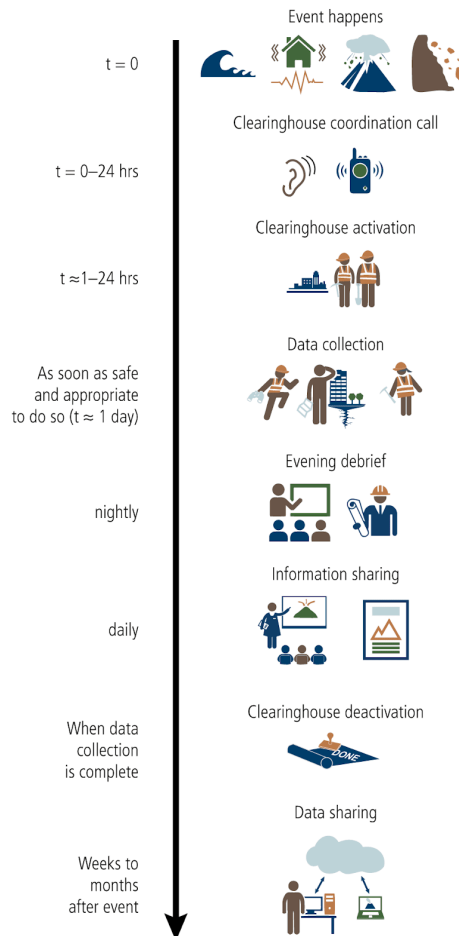 Event happens
t = 0
Clearinghouse coordination call
t = 0–24 hrs
Clearinghouse activation
t ≈1–24 hrs
Data collection
As soon as safe
and appropriate
to do so (t ≈ 1 day)
Evening debrief
nightly
Information sharing
daily
Clearinghouse deactivation
When data
collection
is complete
DONE
Data sharing
Weeks to
months
after event